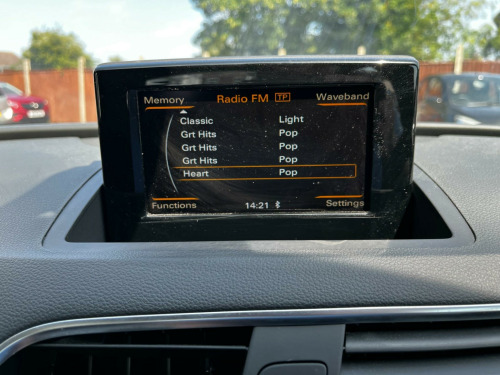 Memory Radio FM TP Waveband
Classic Light
Grt Hits Pop
Grt Hits Pop
Grt Hits Pop
Heart Pop
Functions 14:21 Settings